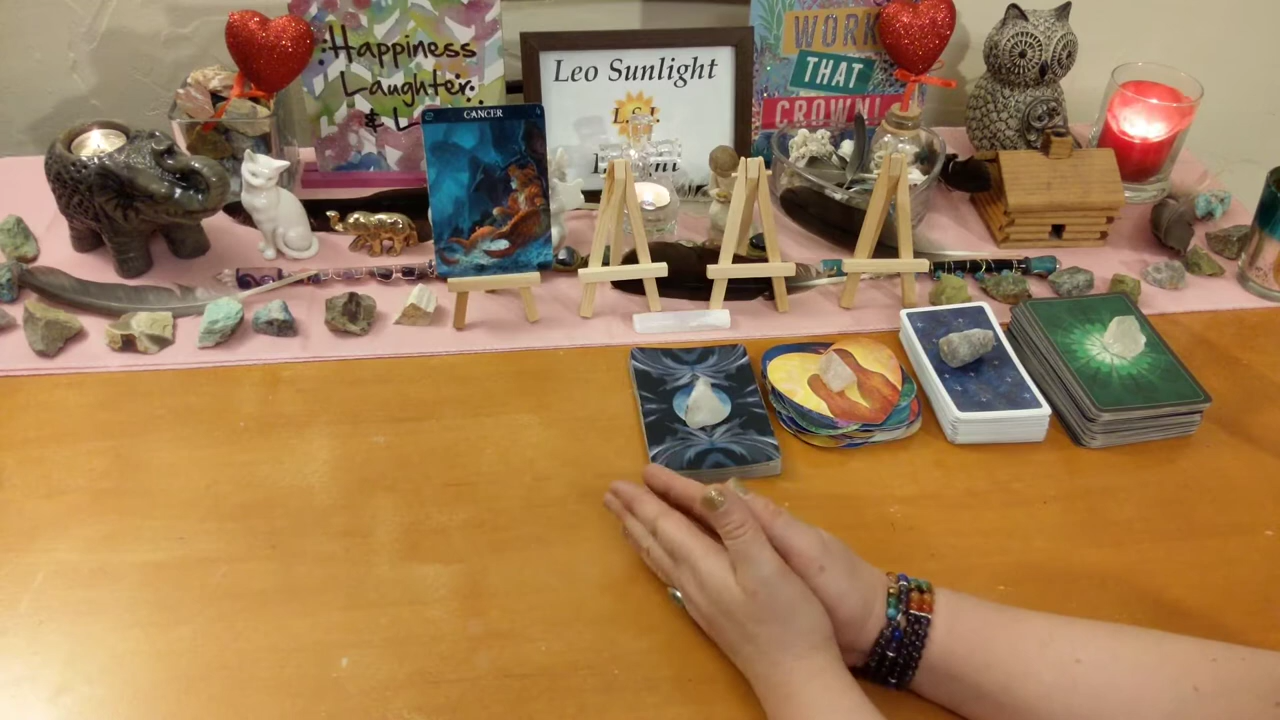 Happiness
Laughter
&
CANCER
Leo Sunlight
L.S.I.
WORK
THAT
CROWN!